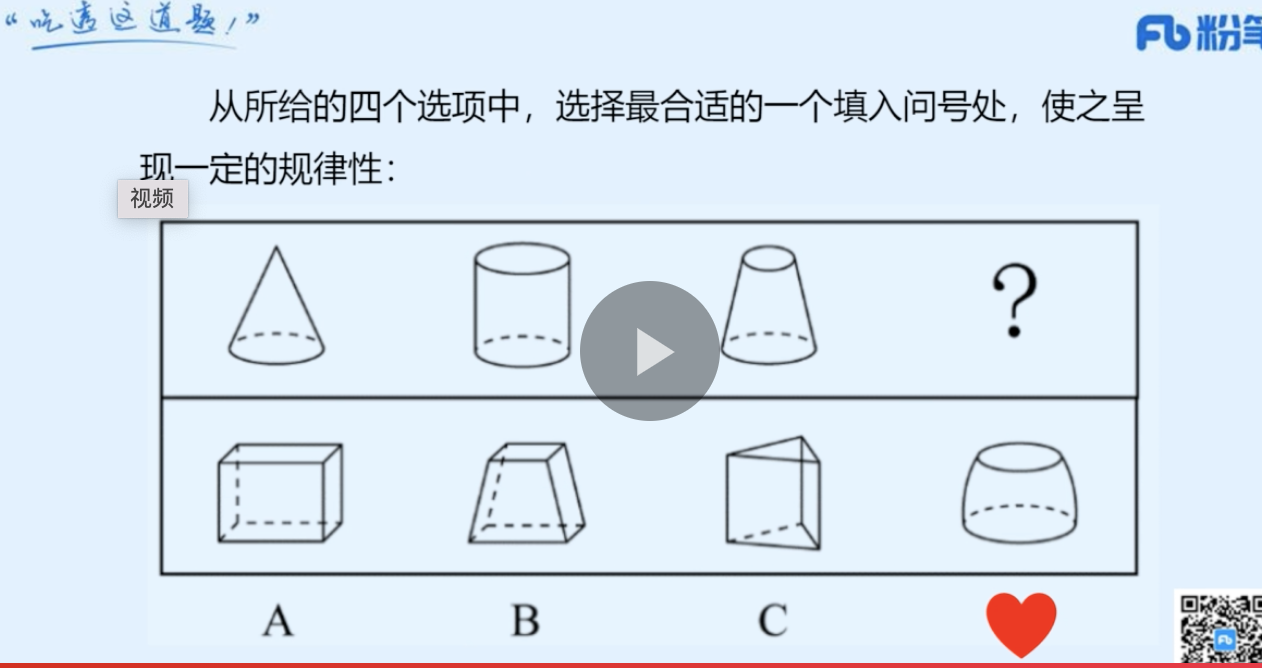 “吃透这道题！”
粉笔
从所给的四个选项中，选择最合适的一个填入问号处，使之呈
现一定的规律性：
视频
?
A B C
Fb